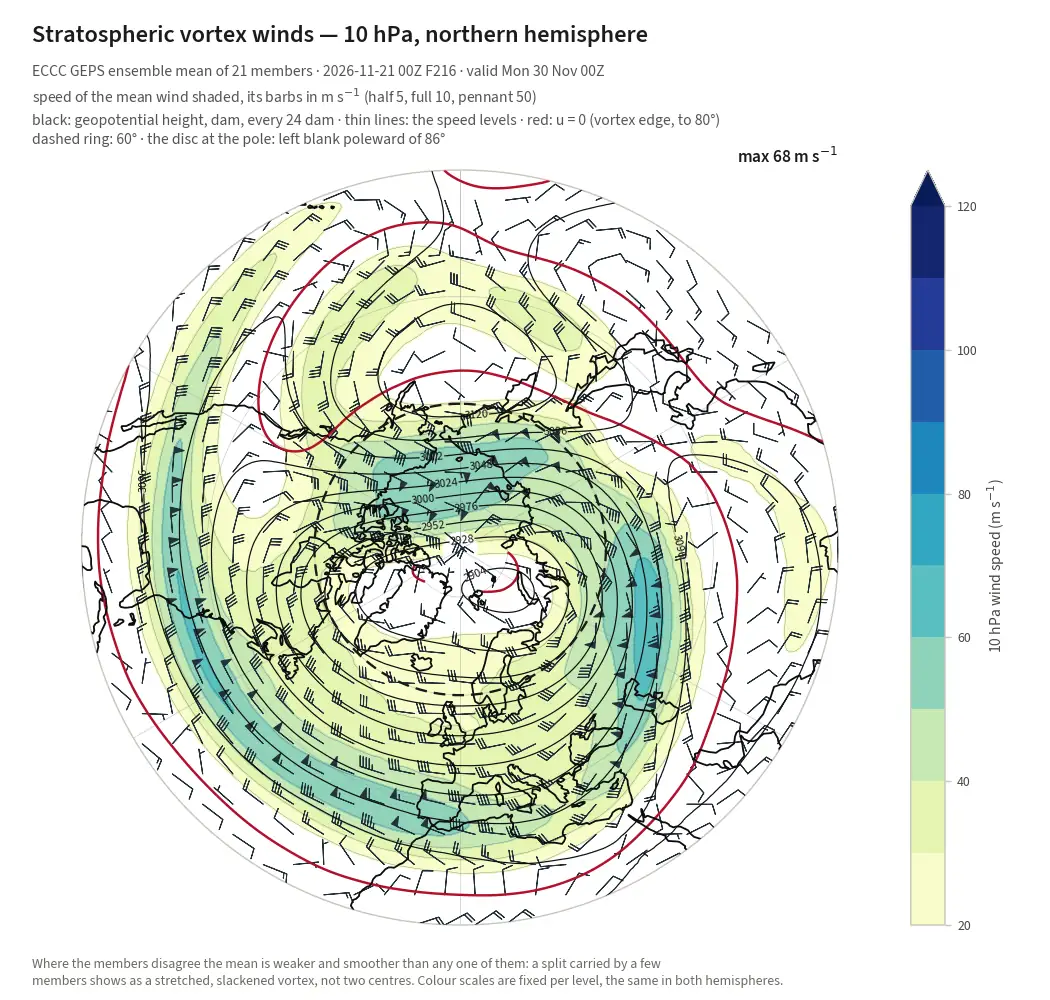 Stratospheric vortex winds — 10 hPa, northern hemisphere
ECCC GEPS ensemble mean of 21 members · 2026-11-21 00Z F216 · valid Mon 30 Nov 00Z
speed of the mean wind shaded, its barbs in m s⁻¹ (half 5, full 10, pennant 50)
black: geopotential height, dam, every 24 dam · thin lines: the speed levels · red: u = 0 (vortex edge, to 80°)
dashed ring: 60° · the disc at the pole: left blank poleward of 86°
max 68 m s⁻¹
120
100
80
60
40
20
10 hPa wind speed (m s⁻¹)
3120
3096
3072
3048
3024
3000
2976
2952
2928
2904
3096
3096
Where the members disagree the mean is weaker and smoother than any one of them: a split carried by a few
members shows as a stretched, slackened vortex, not two centres. Colour scales are fixed per level, the same in both hemispheres.